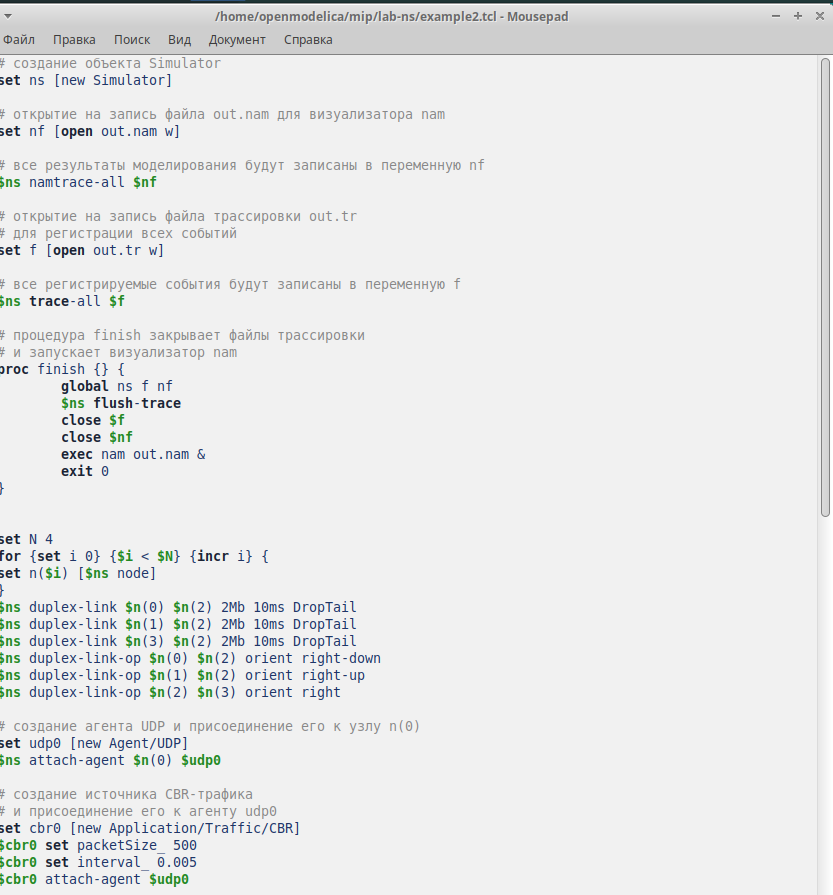 /home/openmodelica/mip/lab-ns/example2.tcl - Mousepad
Файл Правка Поиск Вид Документ Справка
# создание объекта Simulator
set ns [new Simulator]
# открытие на запись файла out.nam для визуализатора nam
set nf [open out.nam w]
# все результаты моделирования будут записаны в переменную nf
$ns namtrace-all $nf
# открытие на запись файла трассировки out.tr
# для регистрации всех событий
set f [open out.tr w]
# все регистрируемые события будут записаны в переменную f
$ns trace-all $f
# процедура finish закрывает файлы трассировки
# и запускает визуализатор nam
proc finish {} {
global ns f nf
$ns flush-trace
close $f
close $nf
exec nam out.nam &
exit 0
}
set N 4
for {set i 0} {$i < $N} {incr i} {
set n($i) [$ns node]
}
$ns duplex-link $n(0) $n(2) 2Mb 10ms DropTail
$ns duplex-link $n(1) $n(2) 2Mb 10ms DropTail
$ns duplex-link $n(3) $n(2) 2Mb 10ms DropTail
$ns duplex-link-op $n(0) $n(2) orient right-down
$ns duplex-link-op $n(1) $n(2) orient right-up
$ns duplex-link-op $n(2) $n(3) orient right
# создание агента UDP и присоединение его к узлу n(0)
set udp0 [new Agent/UDP]
$ns attach-agent $n(0) $udp0
# создание источника CBR-трафика
# и присоединение его к агенту udp0
set cbr0 [new Application/Traffic/CBR]
$cbr0 set packetSize_ 500
$cbr0 set interval_ 0.005
$cbr0 attach-agent $udp0